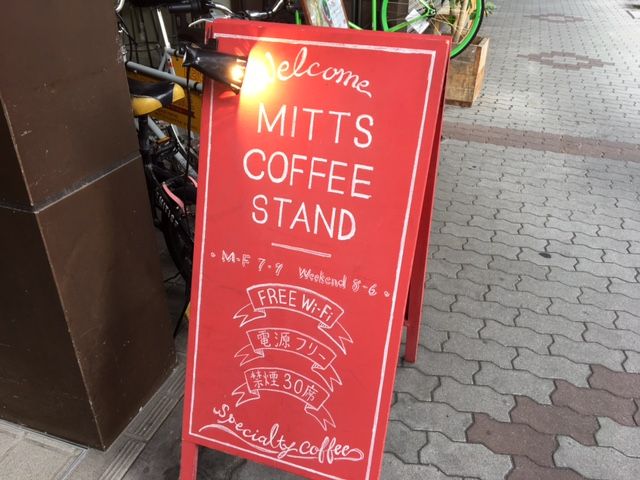 Welcome
MITTS
COFFEE
STAND
・M-F 7-9 Weekend 8-6・
FREE Wi-Fi
電源フリー
禁煙30席
Specialty Coffee